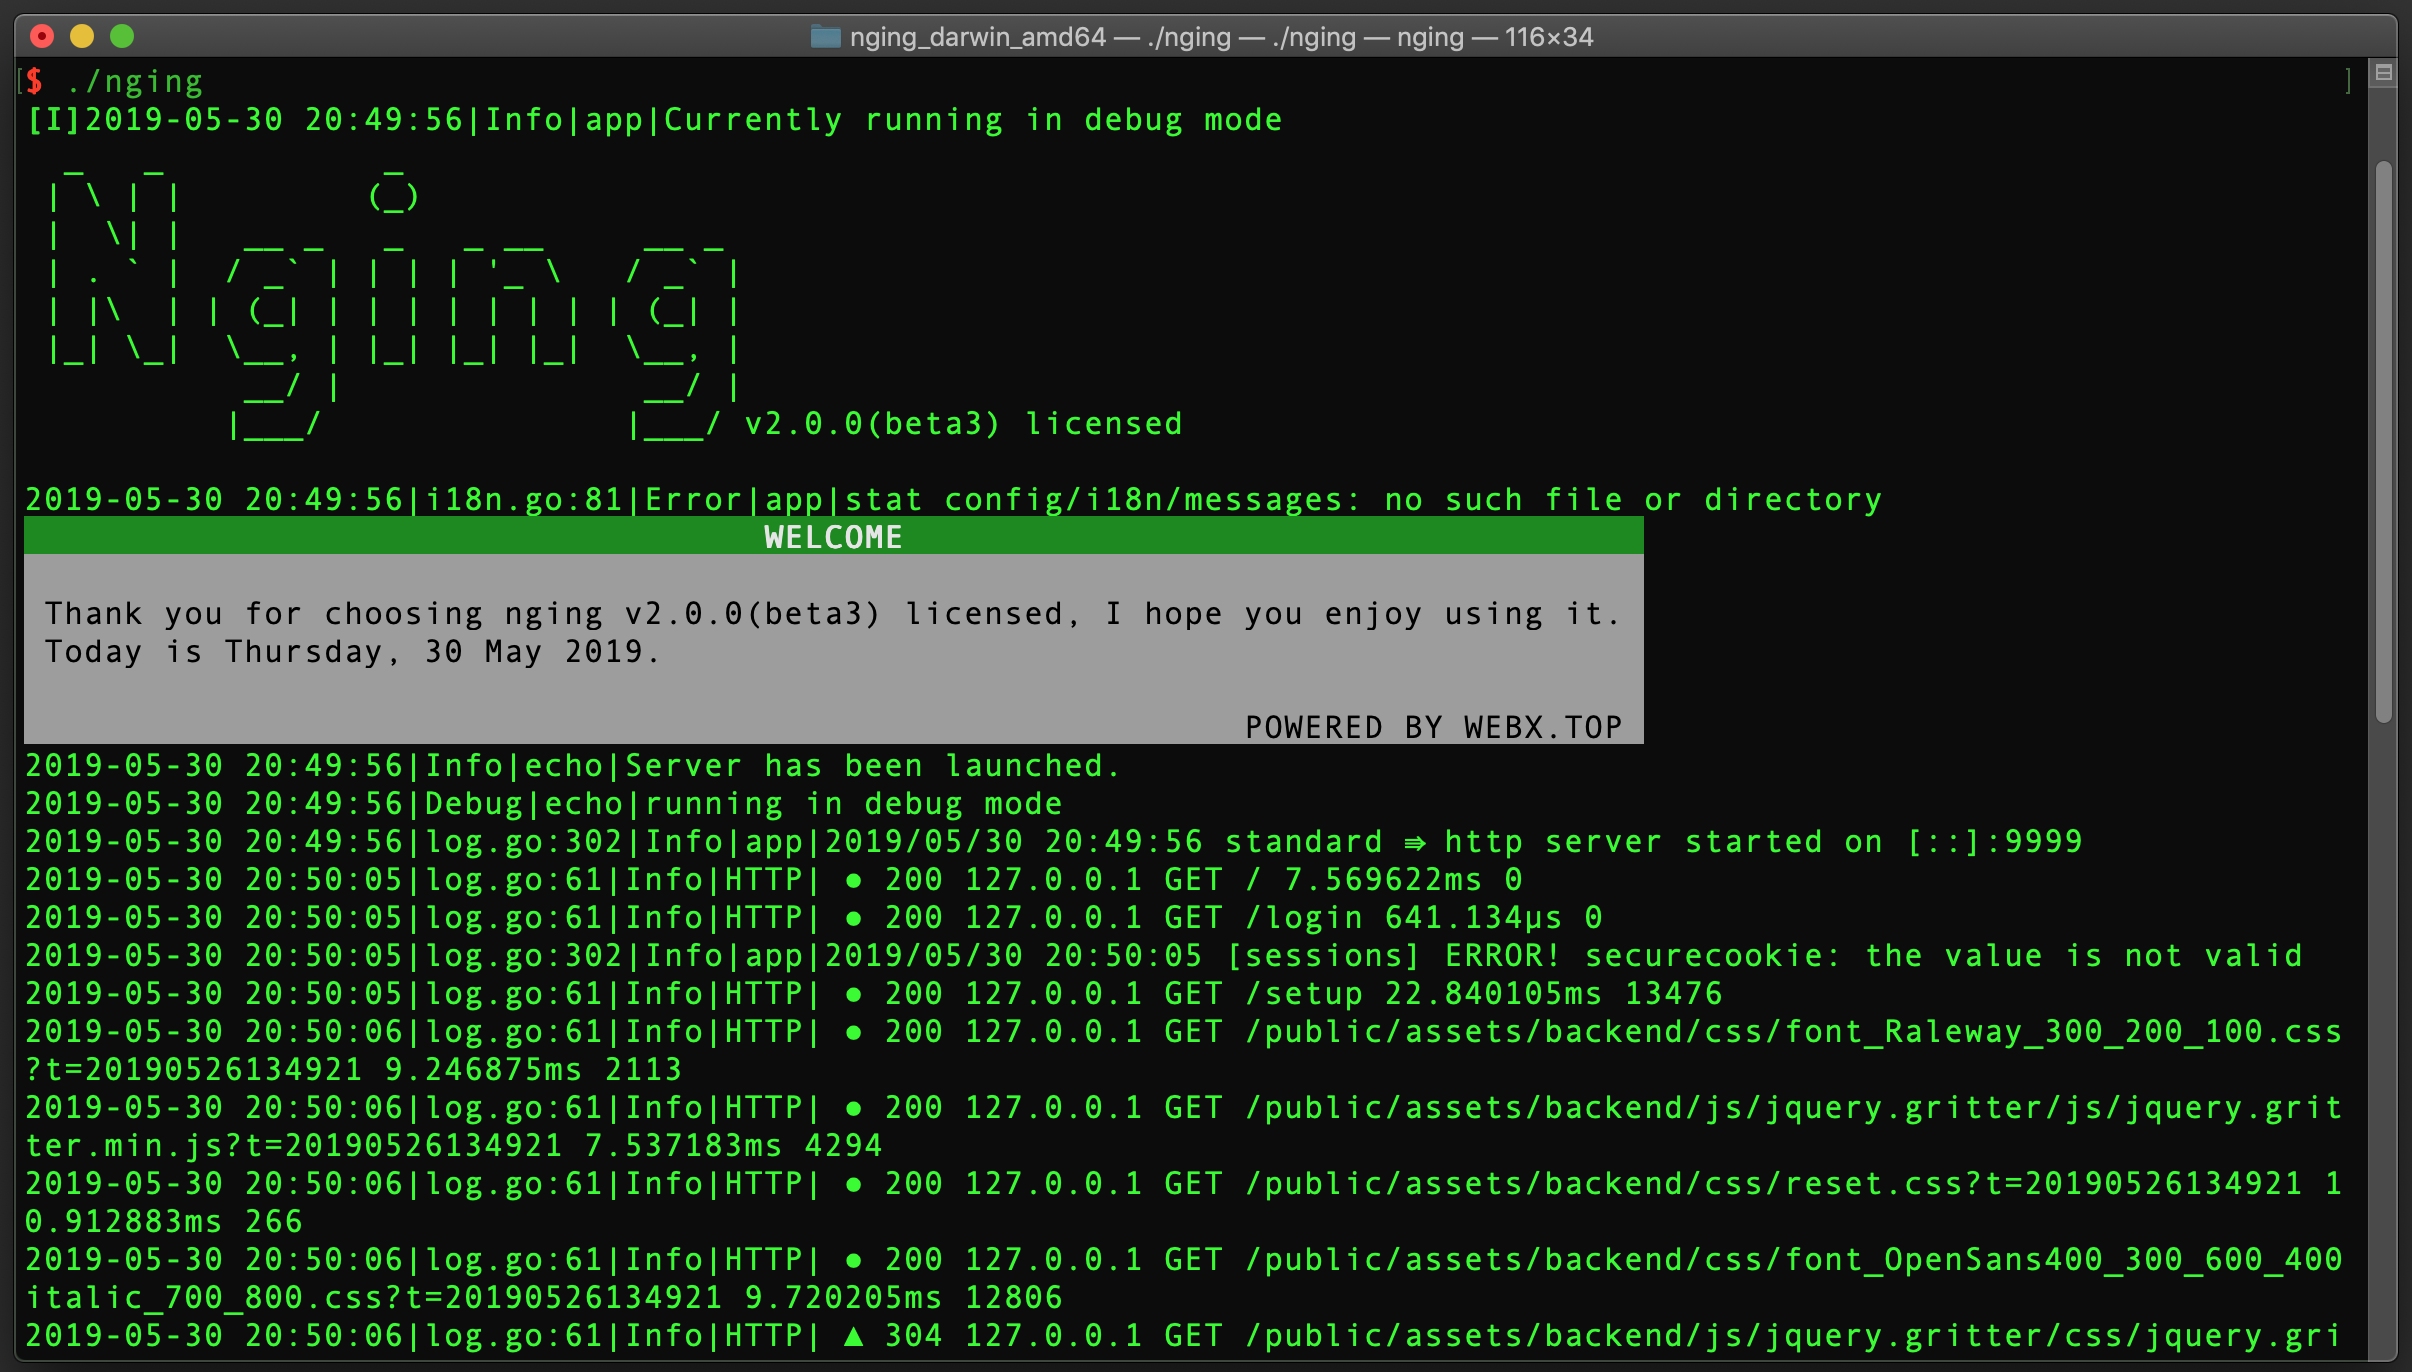 nging_darwin_amd64 — ./nging — ./nging — nging — 116×34
[$ ./nging ]
[I]2019-05-30 20:49:56|Info|app|Currently running in debug mode
  _   _           _
 | \ | |         (_)
 |  \| |   __ _   _   _ __     __ _
 | . ` |  / _` | | | | '_ \   / _` |
 | |\  | | (_| | | | | | | | | (_| |
 |_| \_|  \__, | |_| |_| |_|  \__, |
           __/ |               __/ |
          |___/               |___/ v2.0.0(beta3) licensed
2019-05-30 20:49:56|i18n.go:81|Error|app|stat config/i18n/messages: no such file or directory
WELCOME
Thank you for choosing nging v2.0.0(beta3) licensed, I hope you enjoy using it.
Today is Thursday, 30 May 2019.
POWERED BY WEBX.TOP
2019-05-30 20:49:56|Info|echo|Server has been launched.
2019-05-30 20:49:56|Debug|echo|running in debug mode
2019-05-30 20:49:56|log.go:302|Info|app|2019/05/30 20:49:56 standard ⇛ http server started on [::]:9999
2019-05-30 20:50:05|log.go:61|Info|HTTP| ● 200 127.0.0.1 GET / 7.569622ms 0
2019-05-30 20:50:05|log.go:61|Info|HTTP| ● 200 127.0.0.1 GET /login 641.134µs 0
2019-05-30 20:50:05|log.go:302|Info|app|2019/05/30 20:50:05 [sessions] ERROR! securecookie: the value is not valid
2019-05-30 20:50:05|log.go:61|Info|HTTP| ● 200 127.0.0.1 GET /setup 22.840105ms 13476
2019-05-30 20:50:06|log.go:61|Info|HTTP| ● 200 127.0.0.1 GET /public/assets/backend/css/font_Raleway_300_200_100.css
?t=20190526134921 9.246875ms 2113
2019-05-30 20:50:06|log.go:61|Info|HTTP| ● 200 127.0.0.1 GET /public/assets/backend/js/jquery.gritter/js/jquery.grit
ter.min.js?t=20190526134921 7.537183ms 4294
2019-05-30 20:50:06|log.go:61|Info|HTTP| ● 200 127.0.0.1 GET /public/assets/backend/css/reset.css?t=20190526134921 1
0.912883ms 266
2019-05-30 20:50:06|log.go:61|Info|HTTP| ● 200 127.0.0.1 GET /public/assets/backend/css/font_OpenSans400_300_600_400
italic_700_800.css?t=20190526134921 9.720205ms 12806
2019-05-30 20:50:06|log.go:61|Info|HTTP| ▲ 304 127.0.0.1 GET /public/assets/backend/js/jquery.gritter/css/jquery.gri